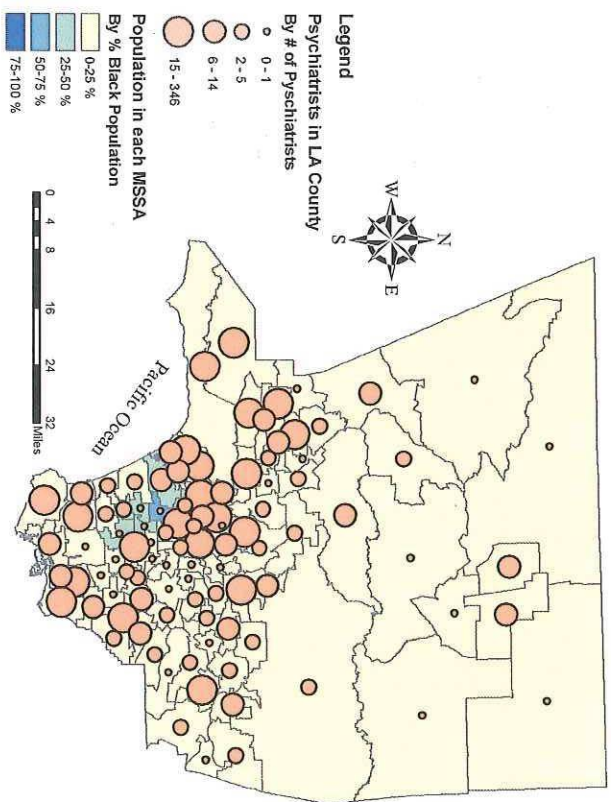 Legend
Psychiatrists in LA County
By # of Pyschiatrists
0 - 1
2 - 5
6 - 14
15 - 346
Population in each MSSA
By % Black Population
0-25 %
25-50 %
50-75 %
75-100 %
N
W
E
S
Pacific Ocean
0 4 8 16 24 32
Miles